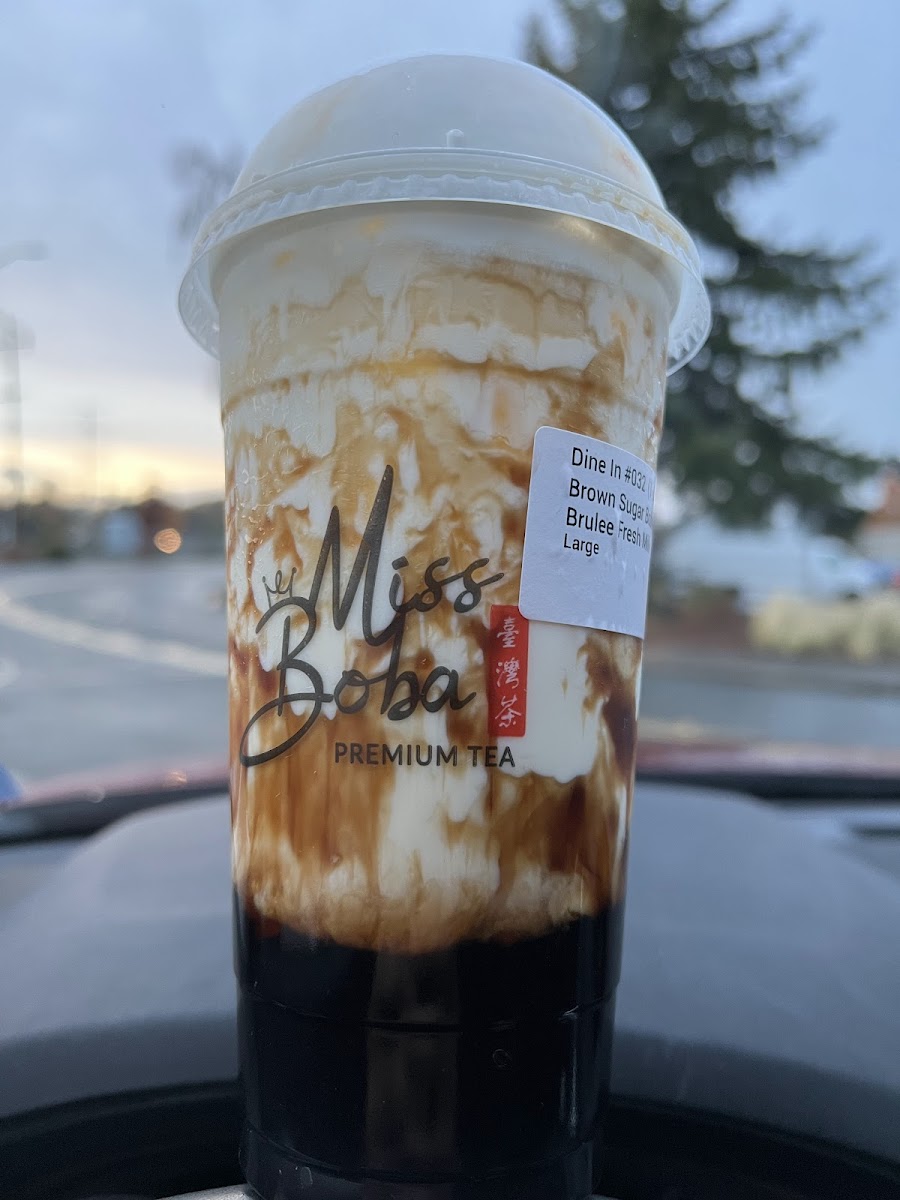 Dine In #032
Brown Sugar
Brulee Fresh
Large
Miss
Boba
臺灣茶
PREMIUM TEA